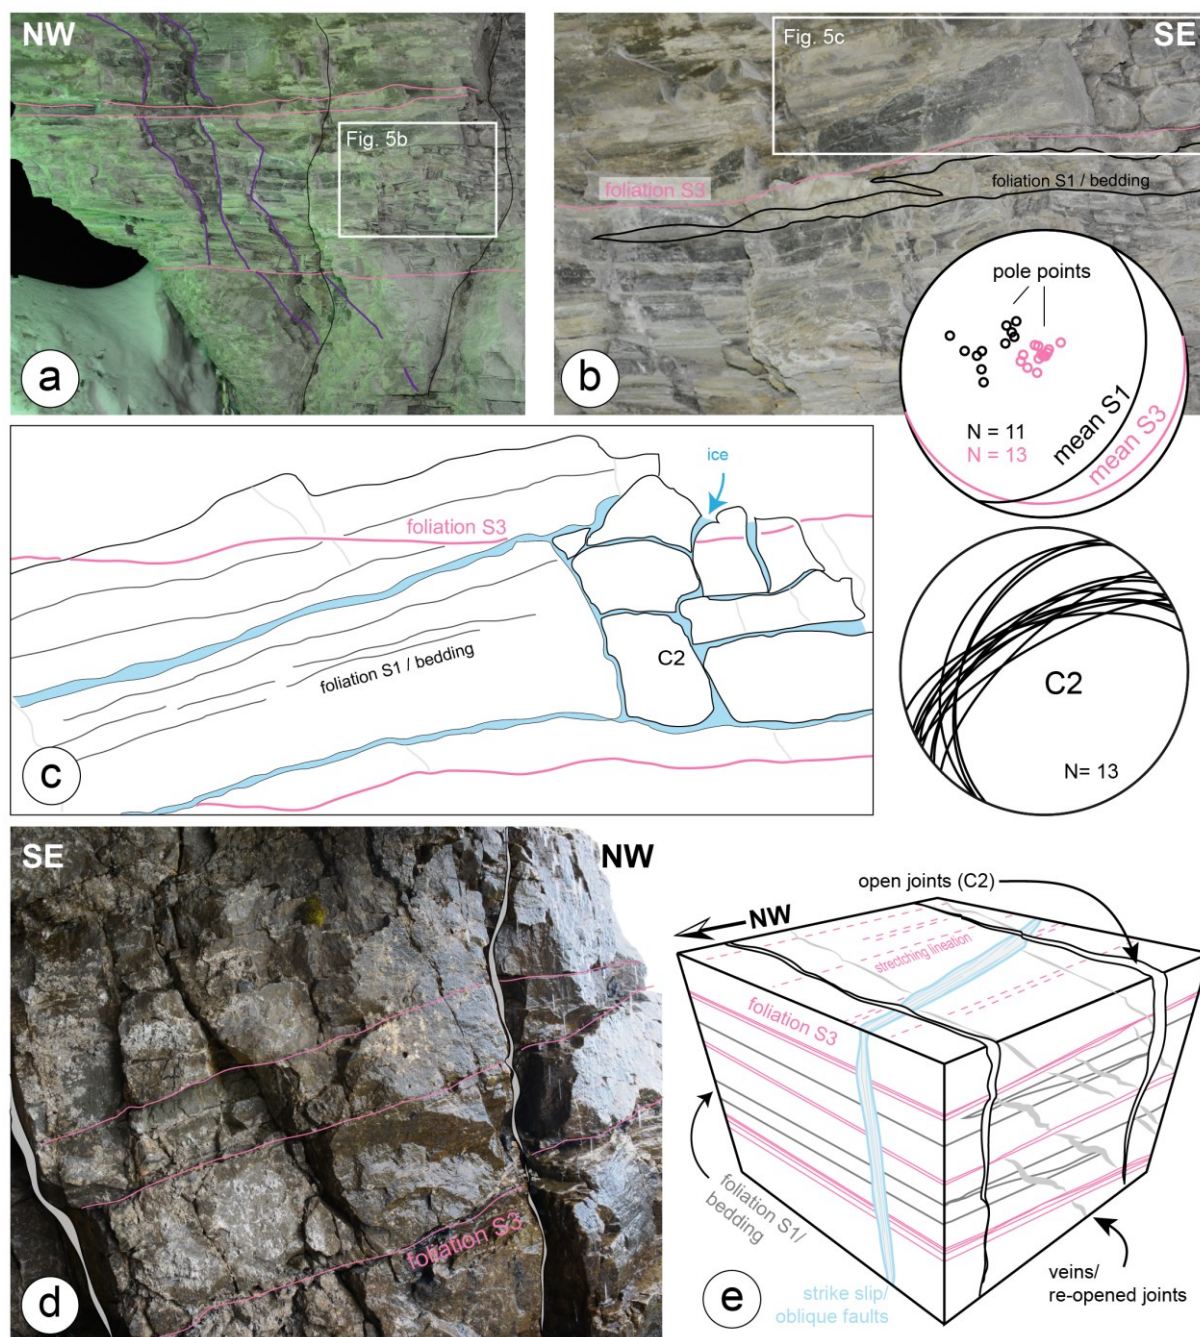 NW
Fig. 5b
a
Fig. 5c
SE
foliation S3
foliation S1 / bedding
b
pole points
N = 11
N = 13
mean S1
mean S3
ice
foliation S3
foliation S1 / bedding
C2
c
C2
N= 13
SE
NW
foliation S3
d
open joints (C2)
NW
strectching lineation
foliation S3
foliation S1/
bedding
strike slip/
oblique faults
e
veins/
re-opened joints